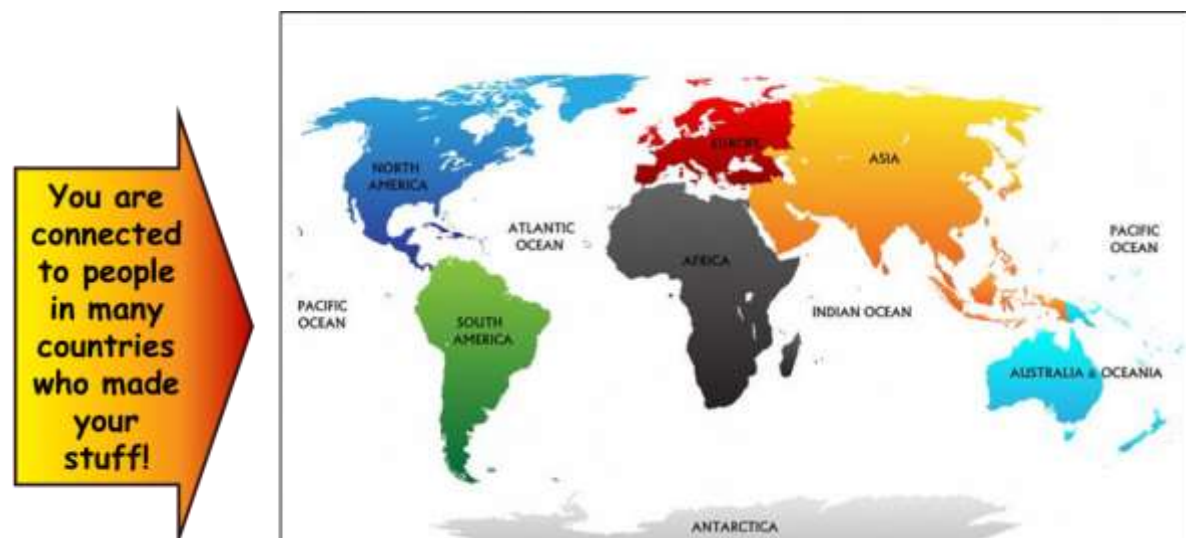 You are
connected
to people
in many
countries
who made
your
stuff!
NORTH
AMERICA
EUROPE
ASIA
ATLANTIC
OCEAN
PACIFIC
OCEAN
AFRICA
PACIFIC
OCEAN
SOUTH
AMERICA
INDIAN OCEAN
AUSTRALIA & OCEANIA
ANTARCTICA